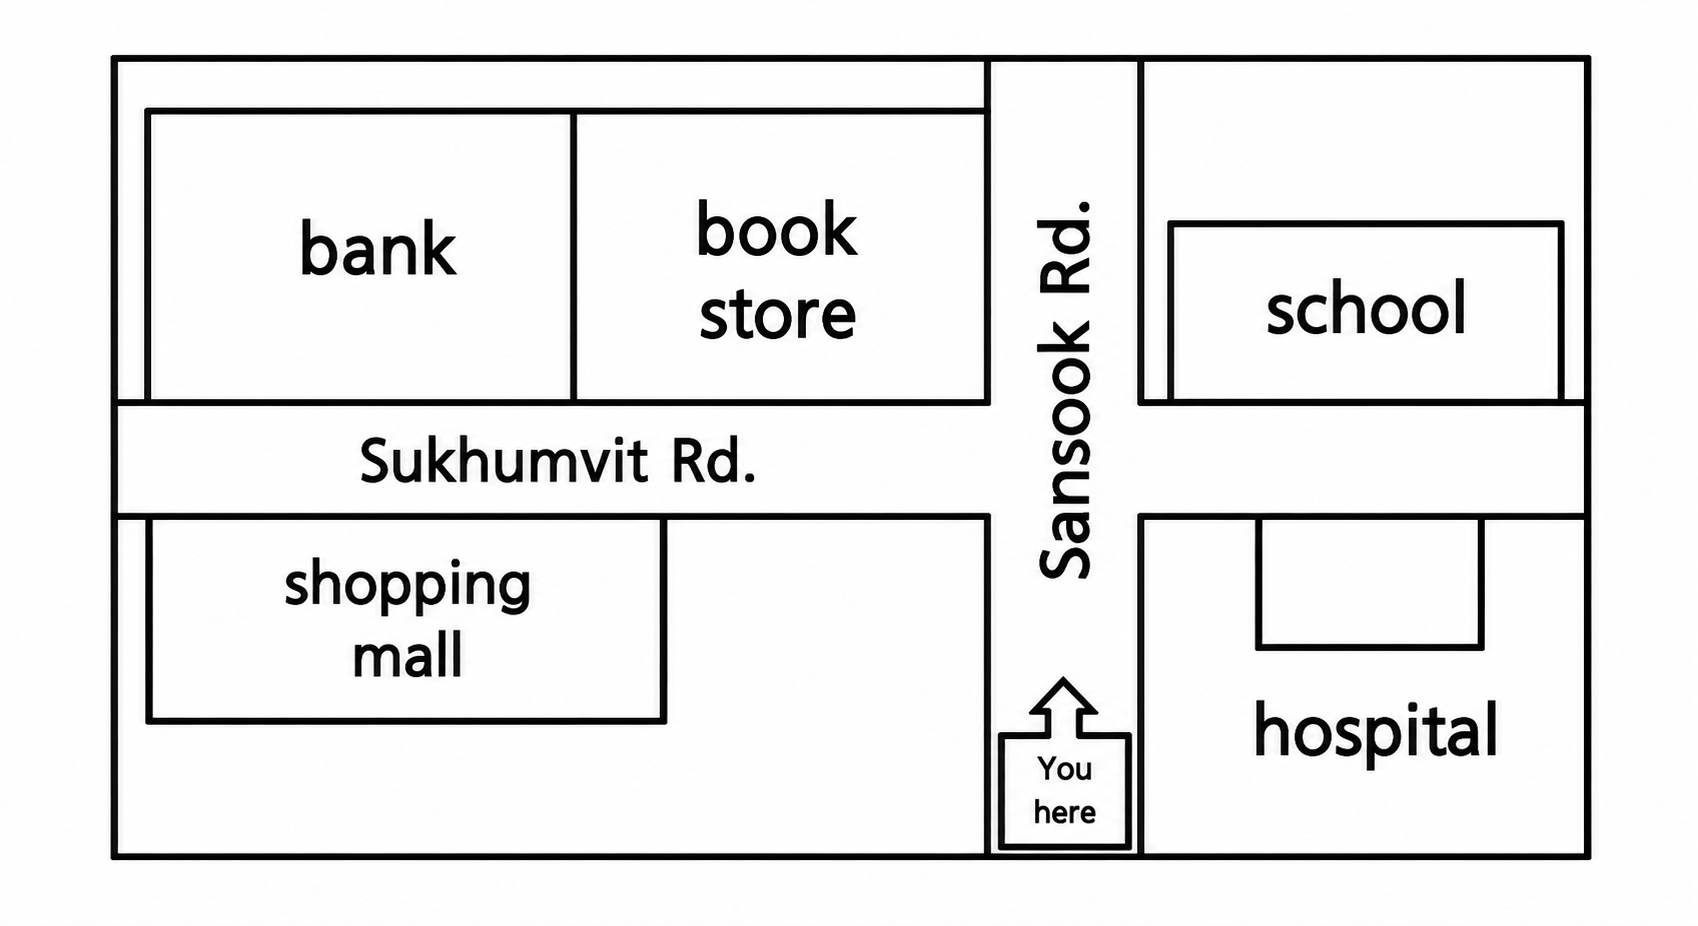 bank
book
store
Sansook Rd.
school
Sukhumvit Rd.
shopping
mall
hospital
You
here